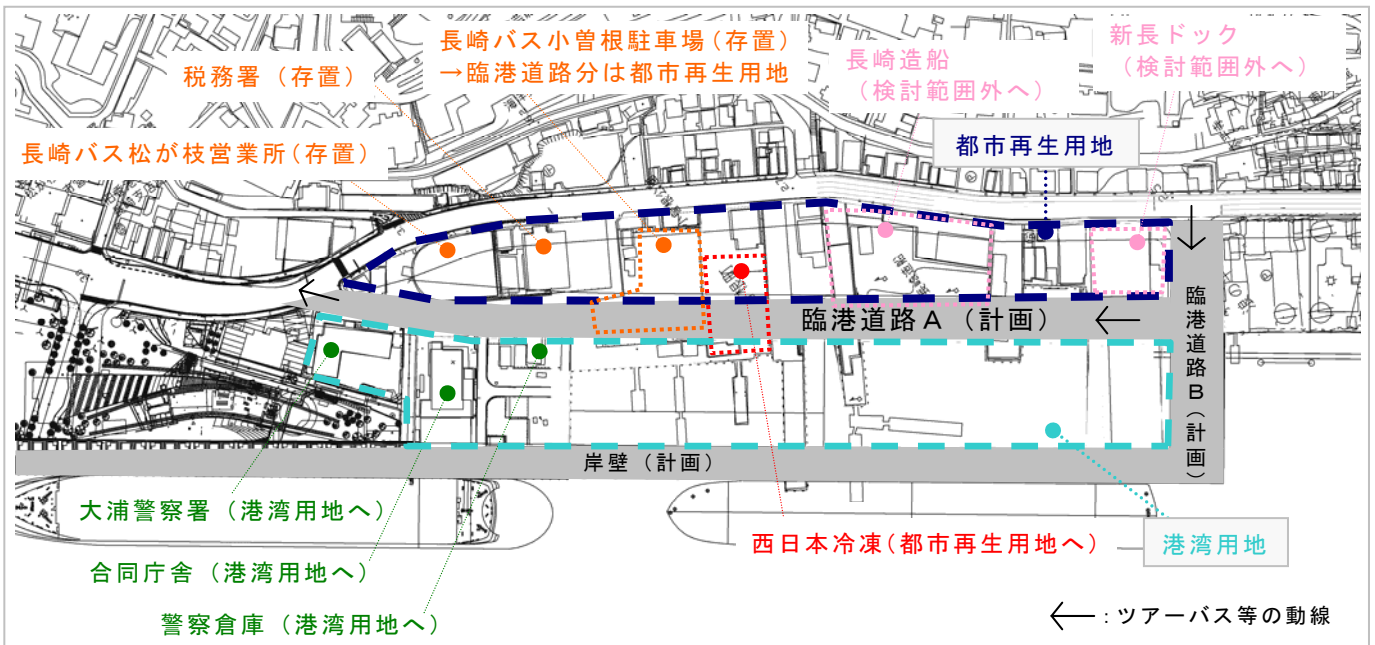 長崎バス小曽根駐車場(存置)
→臨港道路分は都市再生用地
新長ドック
(検討範囲外へ)
長崎造船
(検討範囲外へ)
税務署(存置)
都市再生用地
長崎バス松が枝営業所(存置)
臨港道路A(計画)
臨港道路B(計画)
岸壁(計画)
大浦警察署(港湾用地へ)
西日本冷凍(都市再生用地へ)
港湾用地
合同庁舎(港湾用地へ)
警察倉庫(港湾用地へ)
←:ツアーバス等の動線